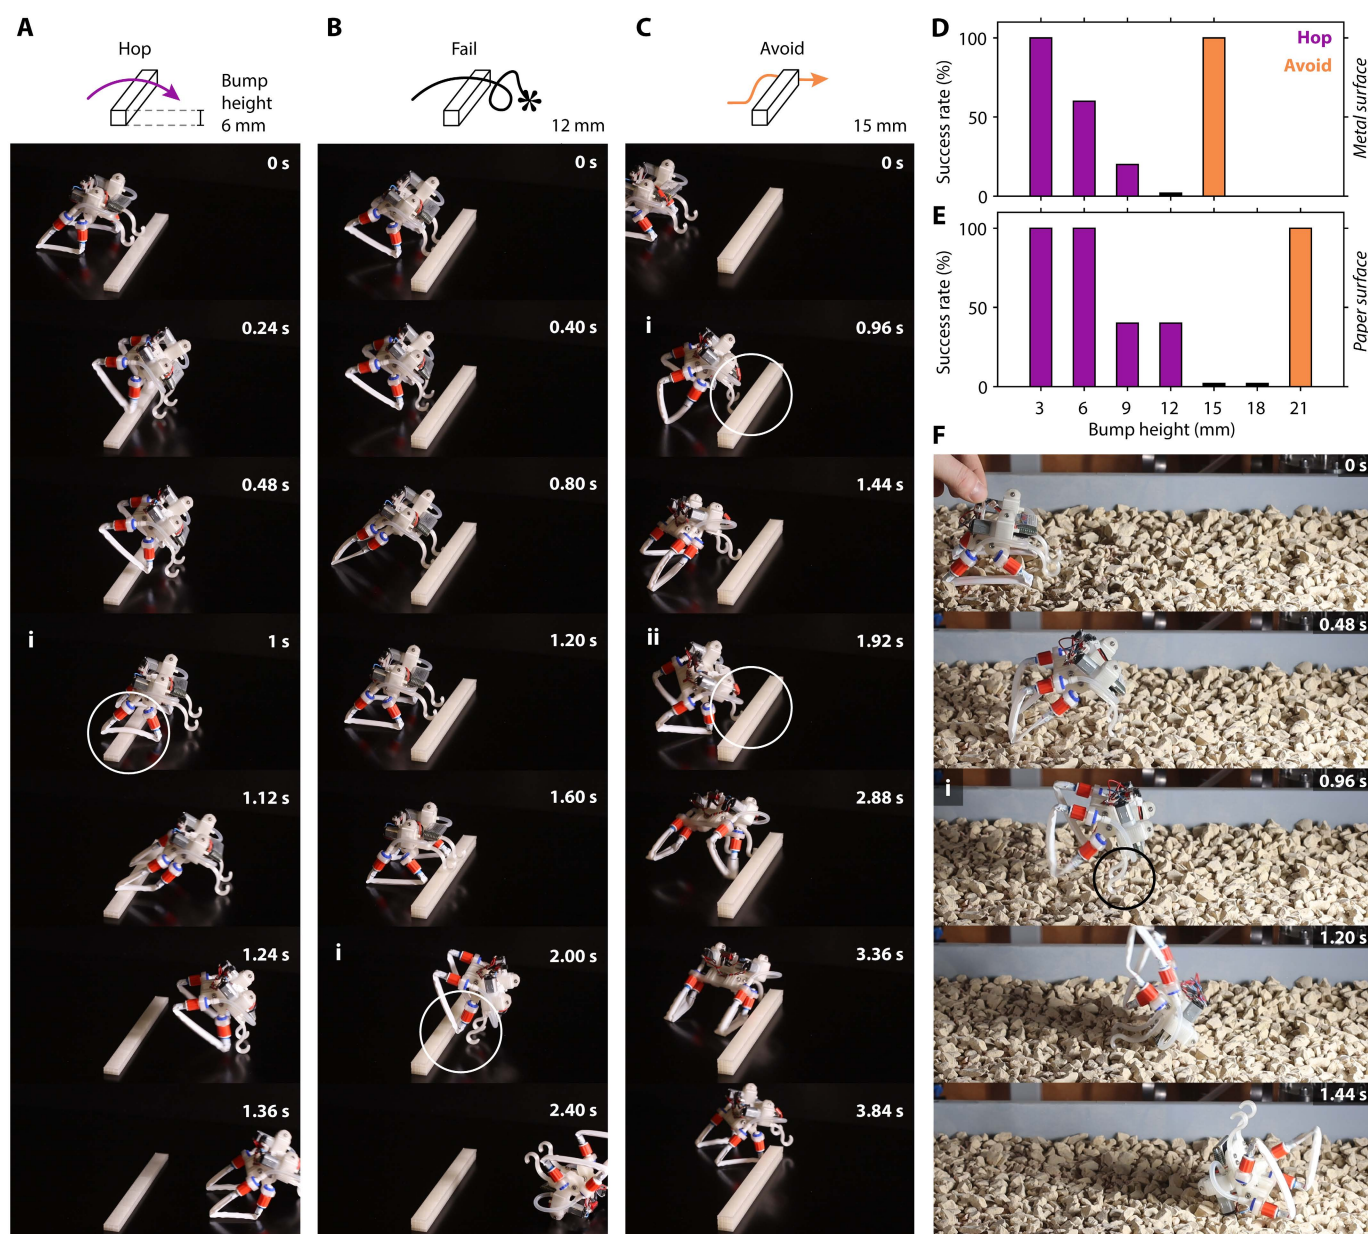 A
Hop
Bump
height
6 mm
0 s
0.24 s
0.48 s
i
1 s
1.12 s
1.24 s
1.36 s
B
Fail
12 mm
0 s
0.40 s
0.80 s
1.20 s
1.60 s
i
2.00 s
2.40 s
C
Avoid
15 mm
0 s
i
0.96 s
1.44 s
ii
1.92 s
2.88 s
3.36 s
3.84 s
D
Hop
Avoid
Success rate (%)
100
50
0
Metal surface
E
Success rate (%)
100
50
0
Paper surface
3 6 9 12 15 18 21
Bump height (mm)
F
0 s
0.48 s
i
0.96 s
1.20 s
1.44 s